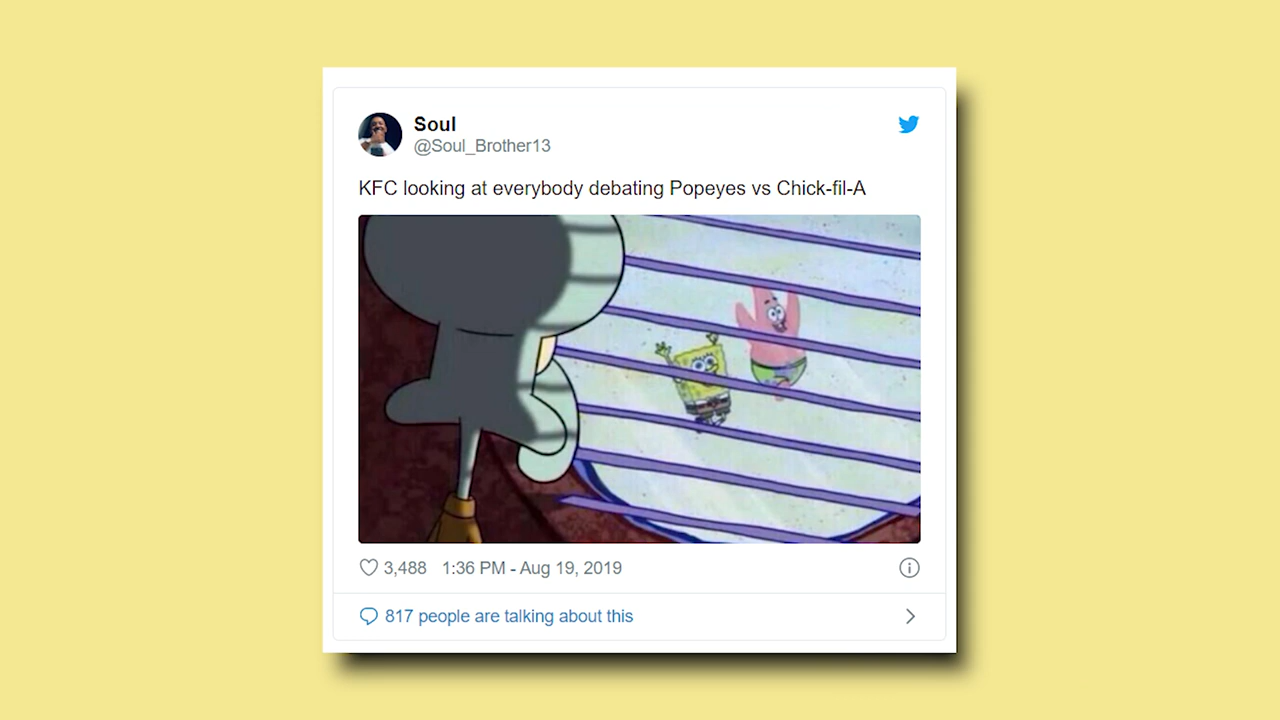 Soul
@Soul_Brother13
KFC looking at everybody debating Popeyes vs Chick-fil-A
3,488 1:36 PM - Aug 19, 2019
817 people are talking about this